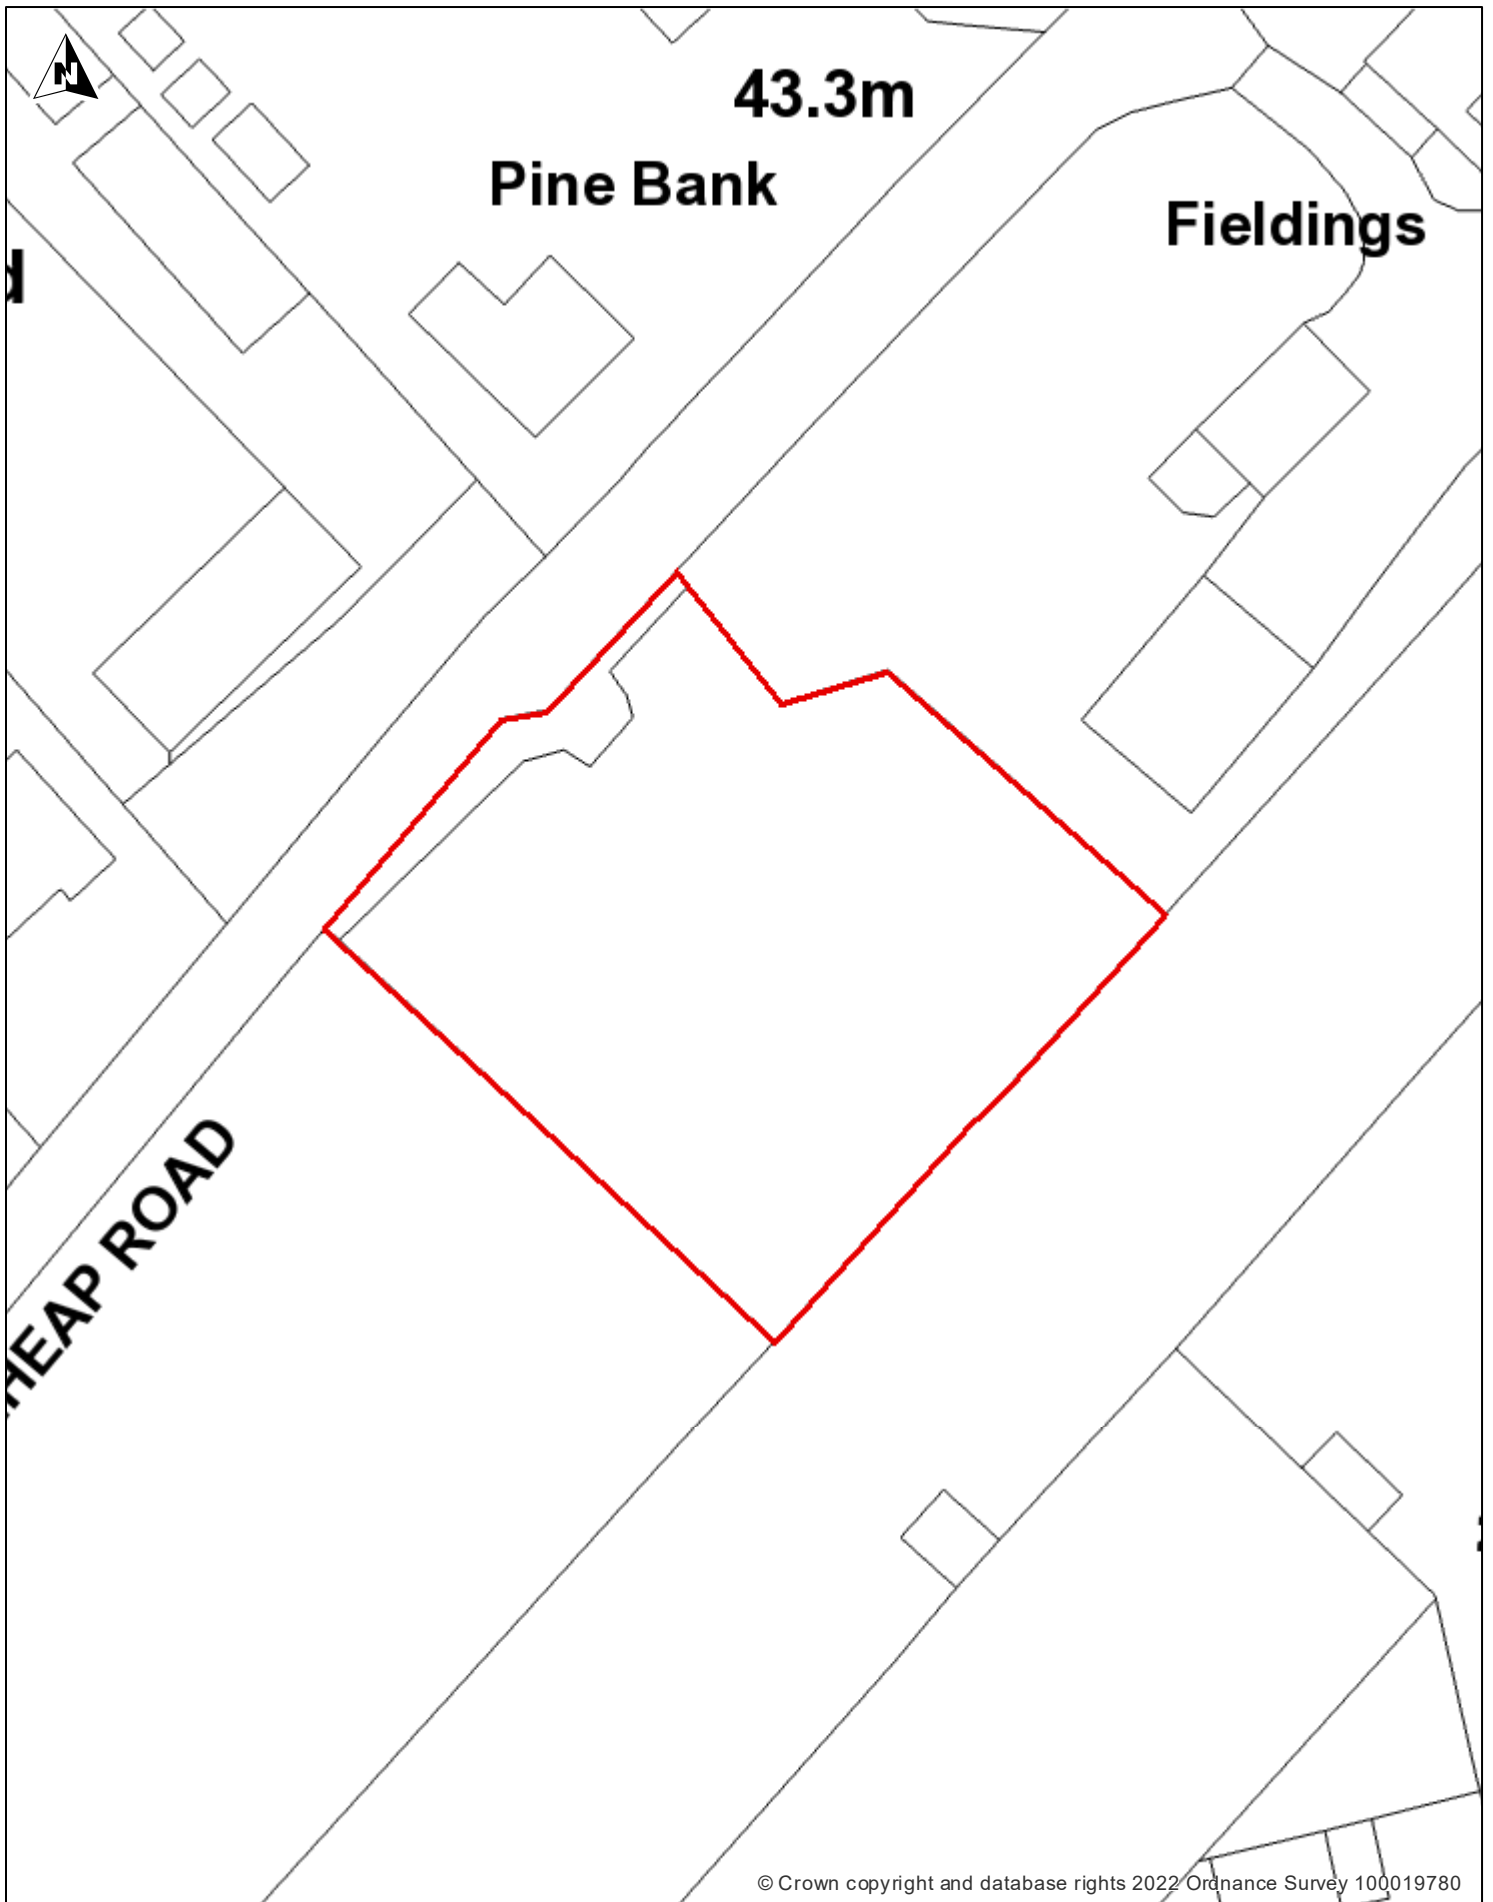 N
43.3m
Pine Bank
Fieldings
d
HEAP ROAD
© Crown copyright and database rights 2022 Ordnance Survey 100019780